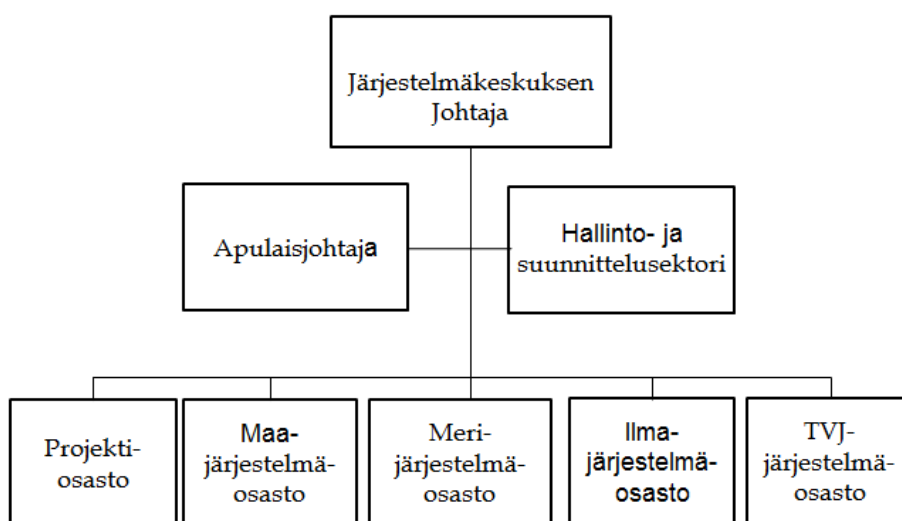 Järjestelmäkeskuksen
Johtaja
Apulaisjohtaja
Hallinto- ja
suunnittelusektori
Projekti-
osasto
Maa-
järjestelmä-
osasto
Meri-
järjestelmä-
osasto
Ilma-
järjestelmä-
osasto
TVJ-
järjestelmä-
osasto